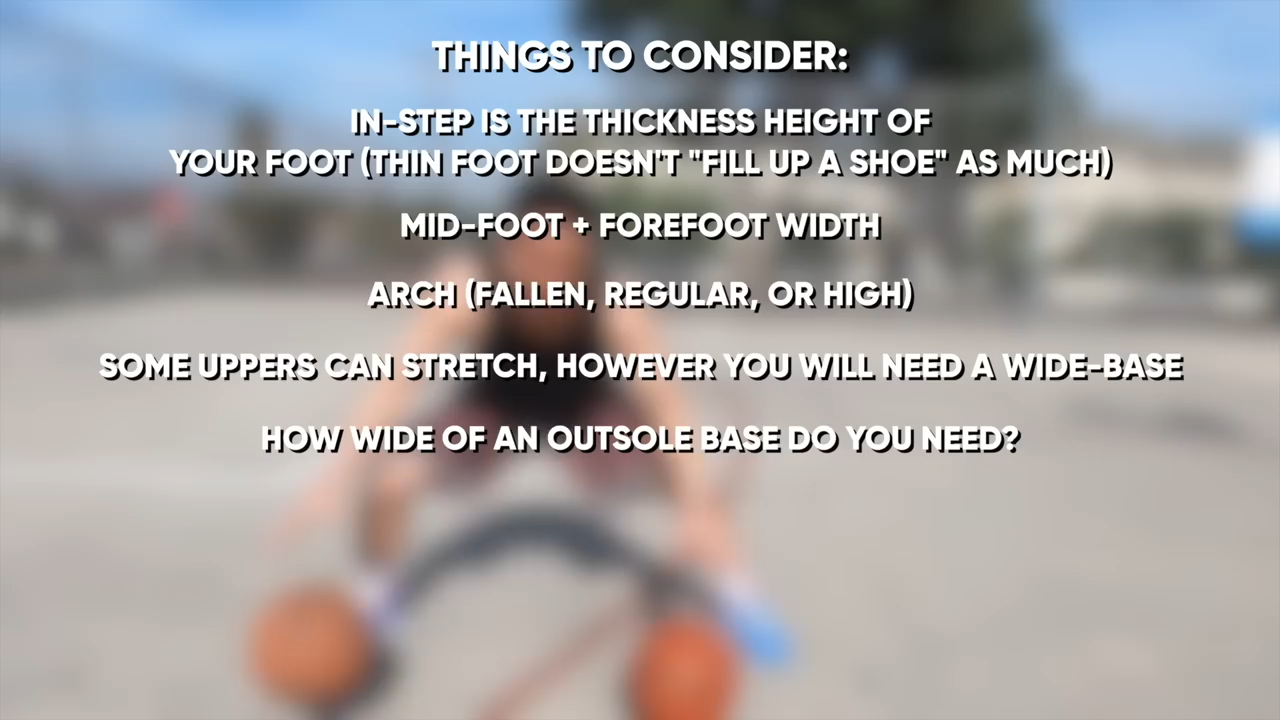 THINGS TO CONSIDER:
IN-STEP IS THE THICKNESS HEIGHT OF
YOUR FOOT (THIN FOOT DOESN'T "FILL UP A SHOE" AS MUCH)
MID-FOOT + FOREFOOT WIDTH
ARCH (FALLEN, REGULAR, OR HIGH)
SOME UPPERS CAN STRETCH, HOWEVER YOU WILL NEED A WIDE-BASE
HOW WIDE OF AN OUTSOLE BASE DO YOU NEED?